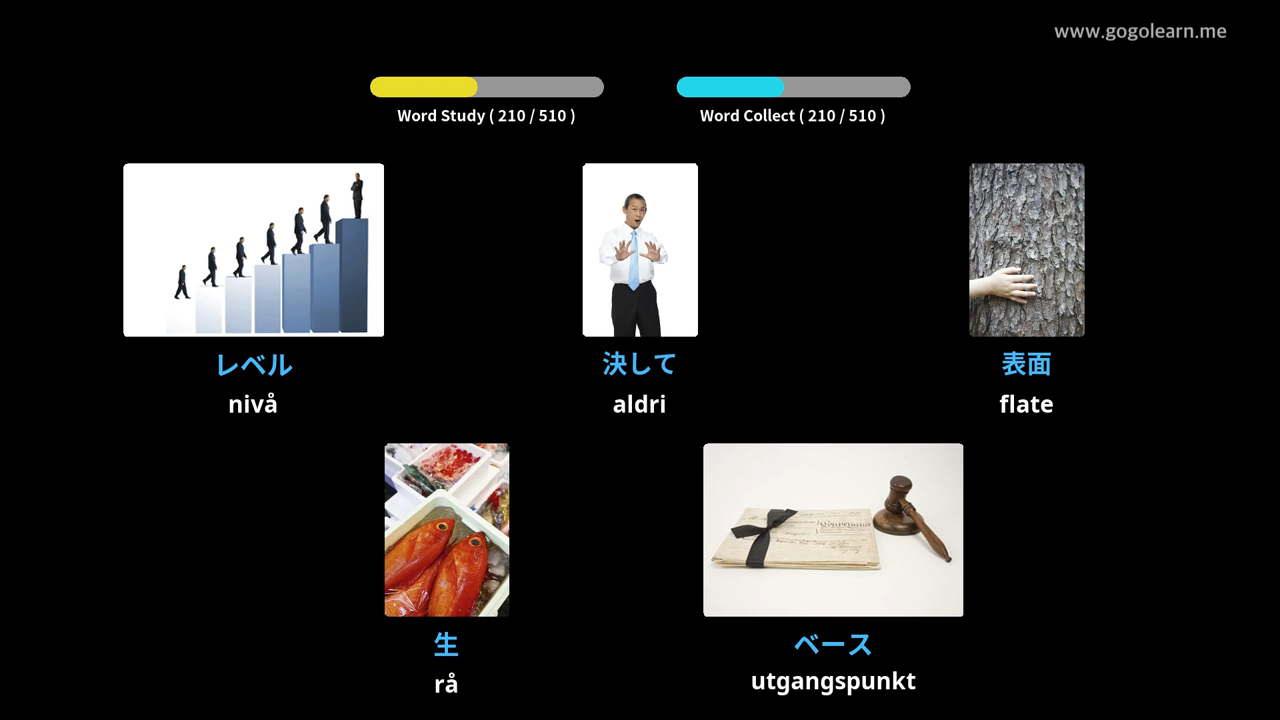 www.gogolearn.me
Word Study ( 210 / 510 )
Word Collect ( 210 / 510 )
レベル
nivå
決して
aldri
表面
flate
生
rå
ベース
utgangspunkt